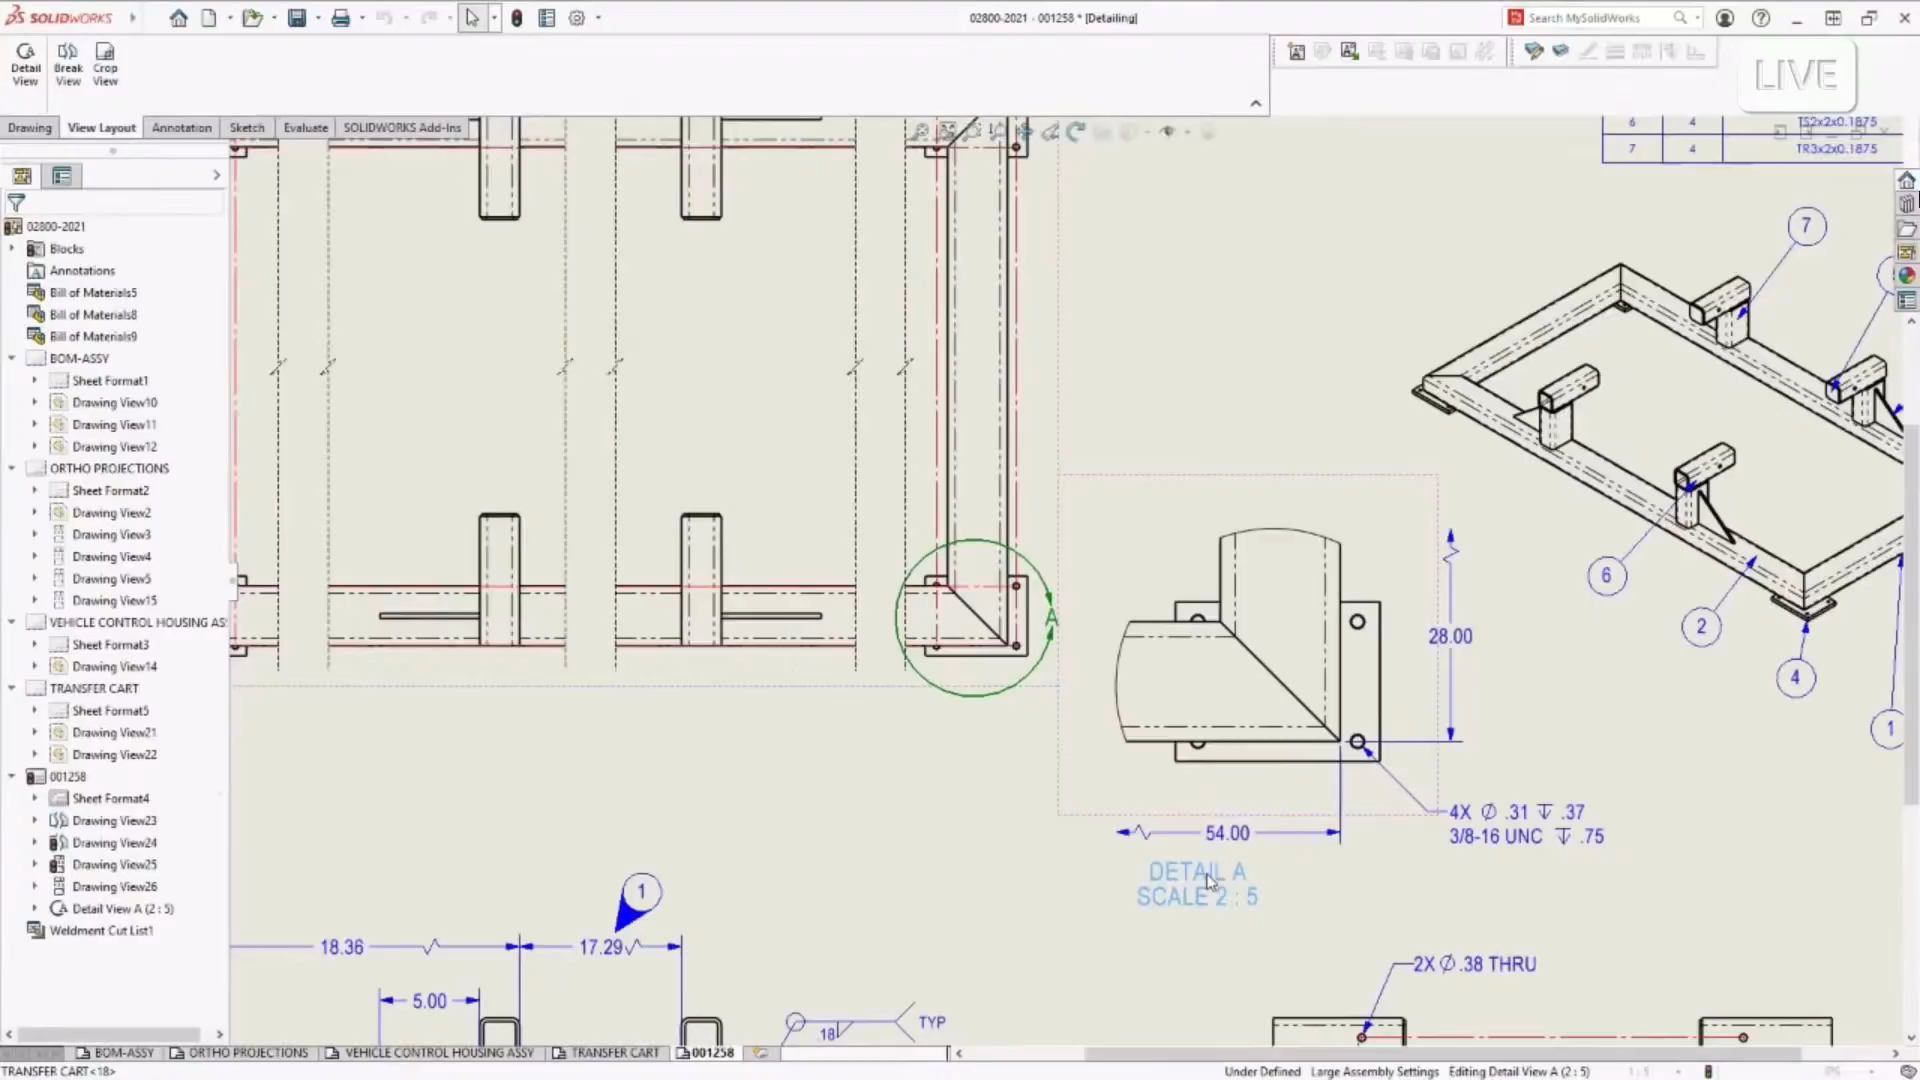 SOLIDWORKS
02800-2021 - 001258 * [Detailing]
Search MySolidWorks
Detail View
Break View
Crop View
LIVE
Drawing
View Layout
Annotation
Sketch
Evaluate
SOLIDWORKS Add-Ins
6 4 TS2x2x0.1875
7 4 TR3x2x0.1875
02800-2021
Blocks
Annotations
Bill of Materials5
Bill of Materials8
Bill of Materials9
BOM-ASSY
Sheet Format1
Drawing View10
Drawing View11
Drawing View12
ORTHO PROJECTIONS
Sheet Format2
Drawing View2
Drawing View3
Drawing View4
Drawing View5
Drawing View15
VEHICLE CONTROL HOUSING AS
Sheet Format3
Drawing View14
TRANSFER CART
Sheet Format5
Drawing View21
Drawing View22
001258
Sheet Format4
Drawing View23
Drawing View24
Drawing View25
Drawing View26
Detail View A (2 : 5)
Weldment Cut List1
7
6
2
4
1
A
28.00
54.00
4X Ø .31 ↧ .37
3/8-16 UNC ↧ .75
DETAIL A
SCALE 2 : 5
1
18.36
17.29
5.00
.18
TYP
2X Ø .38 THRU
BOM-ASSY
ORTHO PROJECTIONS
VEHICLE CONTROL HOUSING ASSY
TRANSFER CART
001258
TRANSFER CART<18>
Under Defined
Large Assembly Settings
Editing Detail View A (2 : 5)